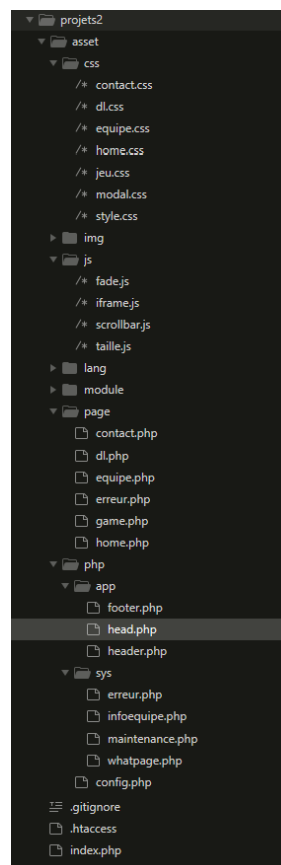 projets2
asset
css
/* contact.css
/* dl.css
/* equipe.css
/* home.css
/* jeu.css
/* modal.css
/* style.css
img
js
/* fade.js
/* iframe.js
/* scrollbar.js
/* taille.js
lang
module
page
contact.php
dl.php
equipe.php
erreur.php
game.php
home.php
php
app
footer.php
head.php
header.php
sys
erreur.php
infoequipe.php
maintenance.php
whatpage.php
config.php
.gitignore
.htaccess
index.php